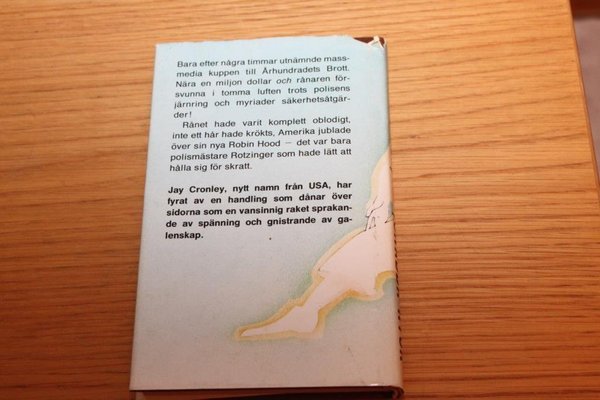 Bara efter några timmar utnämnde mass-
media kuppen till Århundradets Brott.
Nära en miljon dollar och rånaren för-
svunna i tomma luften trots polisens
järnring och myriader säkerhetsåtgär-
der!
Rånet hade varit komplett oblodigt,
inte ett hår hade krökts, Amerika jublade
över sin nya Robin Hood – det var bara
polismästare Rotzinger som hade lätt att
hålla sig för skratt.
Jay Cronley, nytt namn från USA, har
fyrat av en handling som dånar över
sidorna som en vansinnig raket sprakan-
de av spänning och gnistrande av ga-
lenskap.